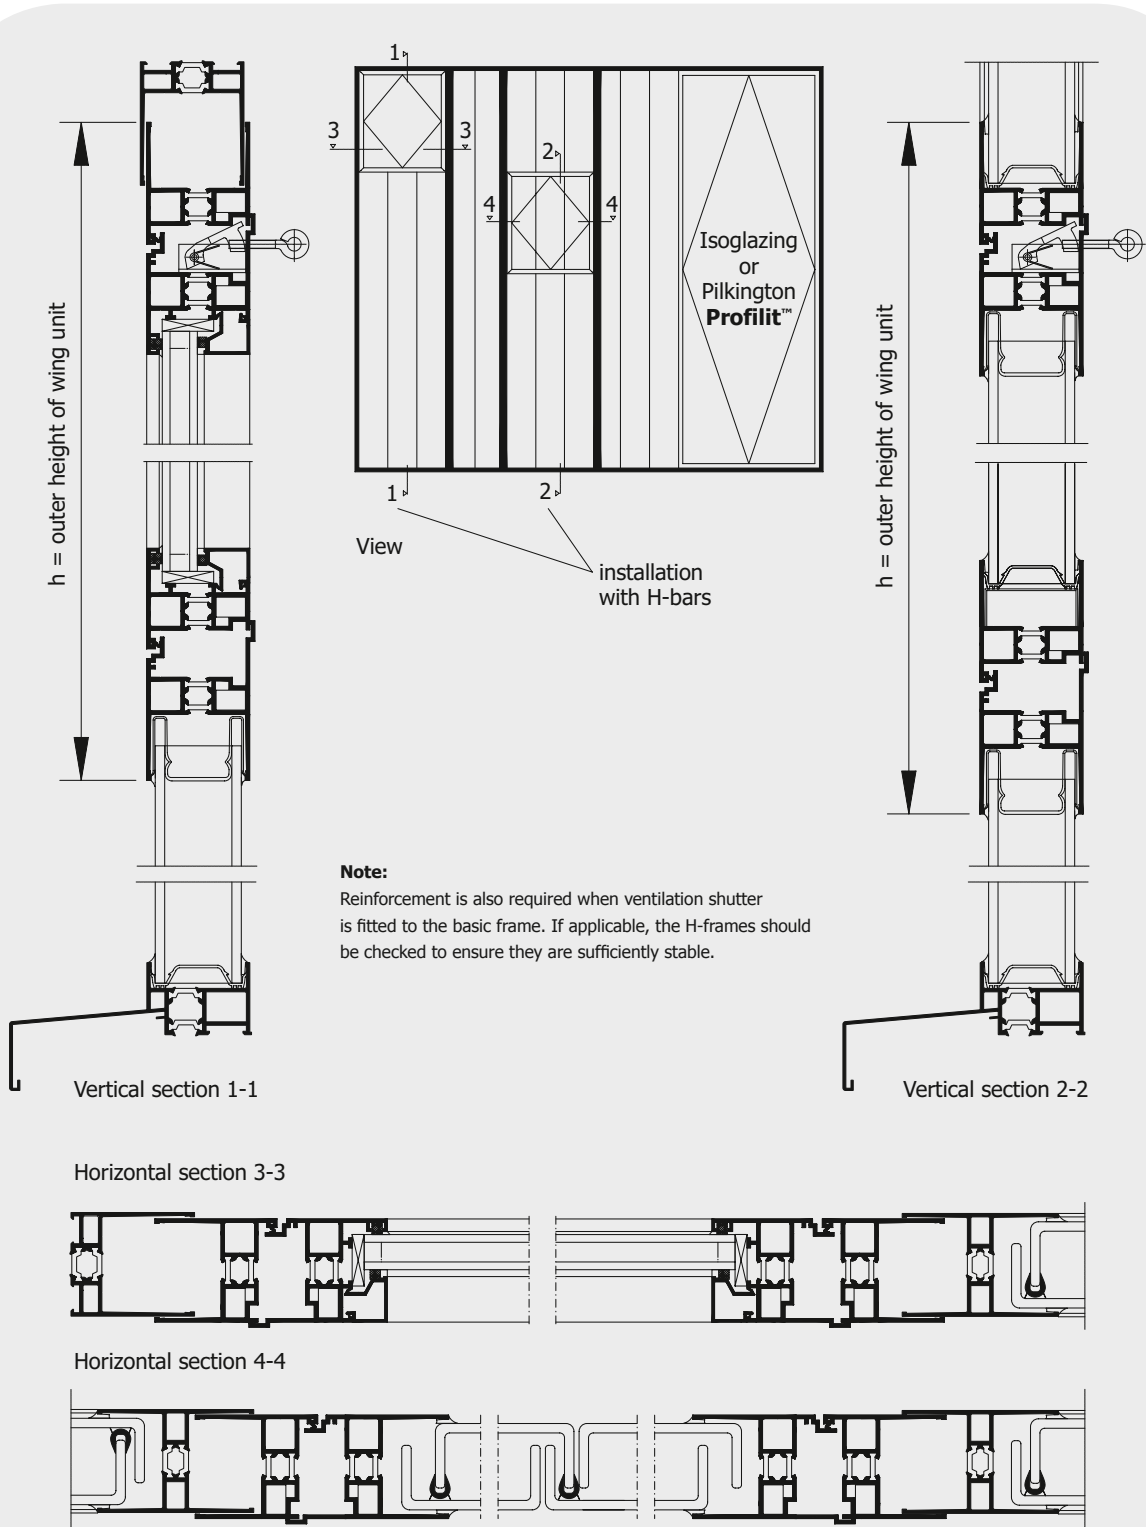 1
3
3
2
4
4
Isoglazing
or
Pilkington
Profilit™
h = outer height of wing unit
h = outer height of wing unit
1
2
View
installation
with H-bars
Note:
Reinforcement is also required when ventilation shutter
is fitted to the basic frame. If applicable, the H-frames should
be checked to ensure they are sufficiently stable.
Vertical section 1-1
Vertical section 2-2
Horizontal section 3-3
Horizontal section 4-4